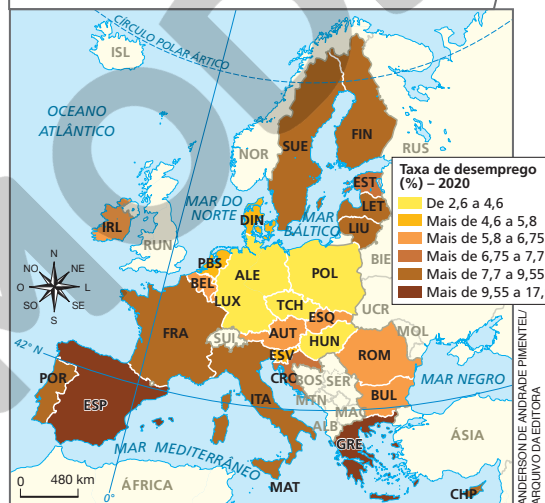 CÍRCULO POLAR ÁRTICO
ISL
OCEANO
ATLÂNTICO
SUE
FIN
NOR
RUS
Taxa de desemprego
(%) – 2020
De 2,6 a 4,6
Mais de 4,6 a 5,8
Mais de 5,8 a 6,75
Mais de 6,75 a 7,7
Mais de 7,7 a 9,55
Mais de 9,55 a 17,
EST
LET
LIU
MAR DO
NORTE
DIN
MAR
BÁLTICO
IRL
RUN
BIE
N
NO NE
O L
SO SE
S
PBS
BEL
ALE
POL
LUX
TCH
UCR
ESQ
MOL
FRA
SUI
AUT
HUN
ESV
ROM
42° N
CRO
BOS
SER
MAR NEGRO
POR
ESP
ITA
MTN
BUL
MAC
ALB
GRE
ÁSIA
MAR MEDITERRÂNEO
0 480 km
0°
ÁFRICA
MAT
CHP
ANDERSON DE ANDRADE PIMENTEL/
ARQUIVO DA EDITORA